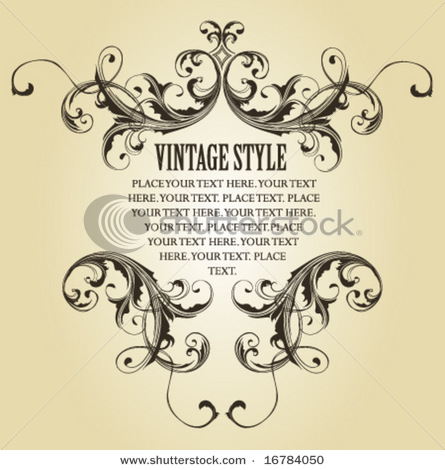 VINTAGE STYLE
PLACE YOUR TEXT HERE. YOUR TEXT
HERE. YOUR TEXT. PLACE TEXT. PLACE
YOUR TEXT HERE. YOUR TEXT HERE.
YOUR TEXT. PLACE TEXT. PLACE
YOUR TEXT HERE. YOUR TEXT
HERE. YOUR TEXT. PLACE
TEXT.
shutterstock
www.shutterstock.com · 16784050